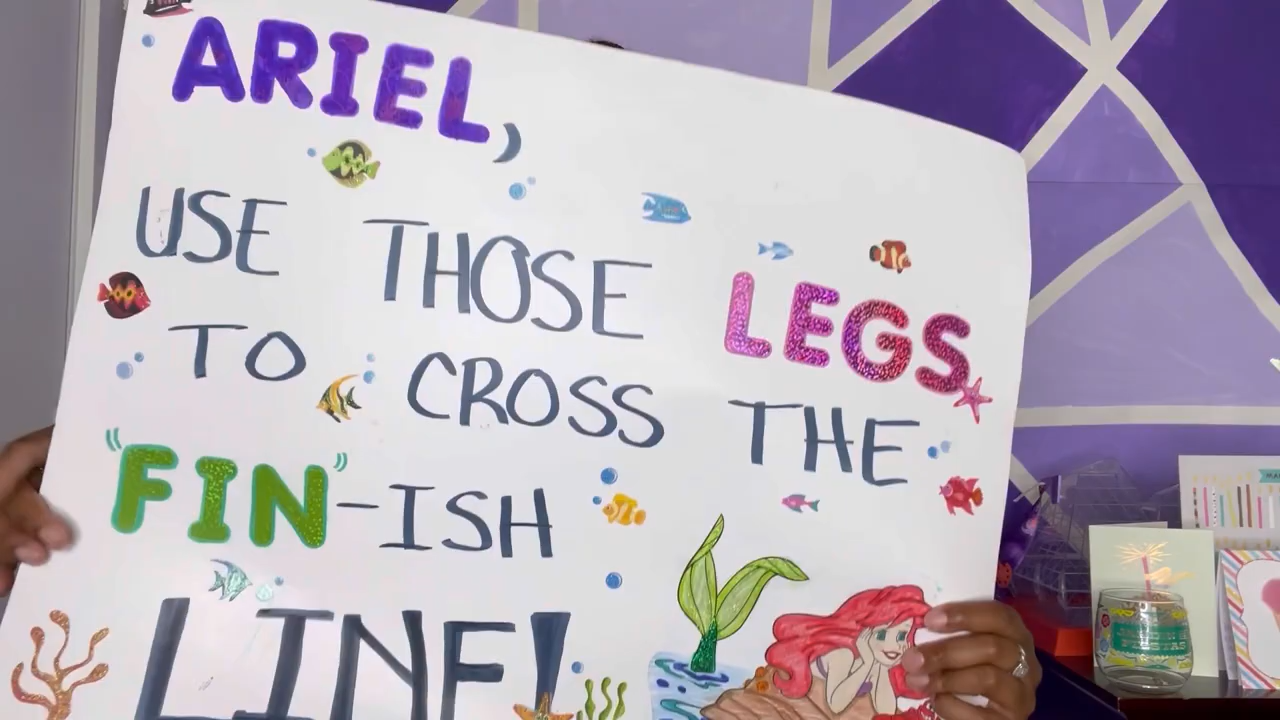 ARIEL,
USE THOSE LEGS
TO CROSS THE
"FIN"-ISH
LINE!